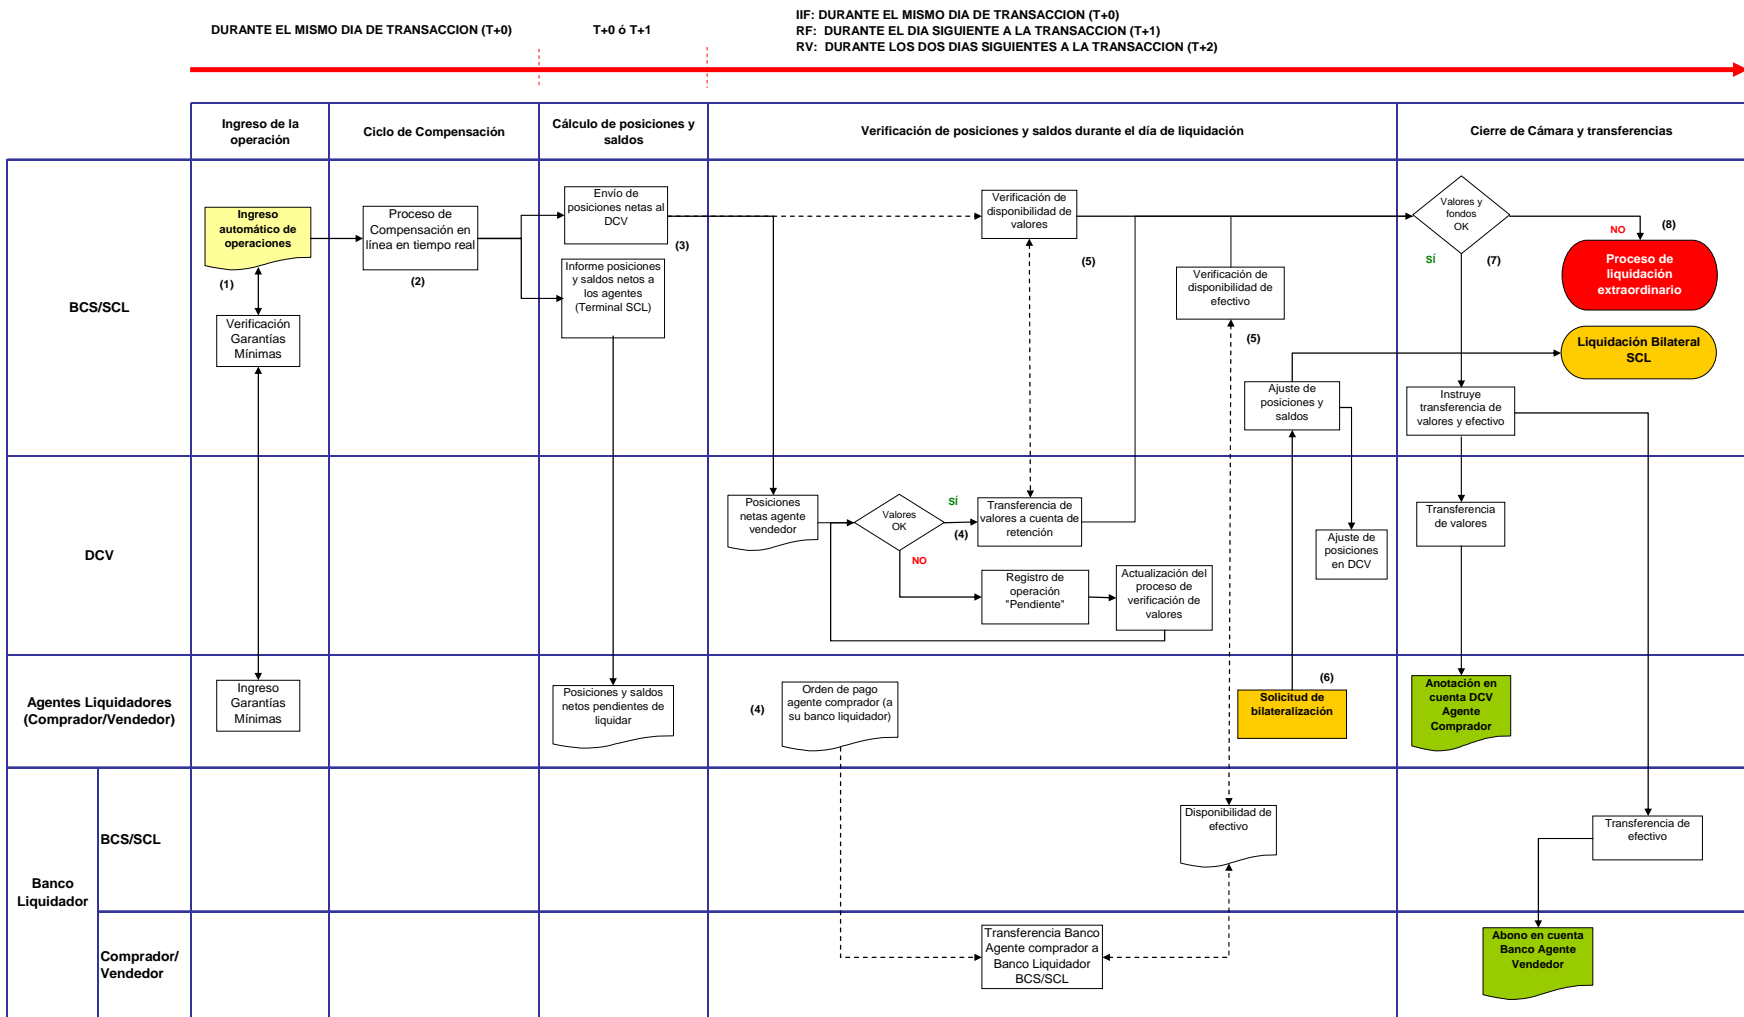 IIF: DURANTE EL MISMO DIA DE TRANSACCION (T+0)
DURANTE EL MISMO DIA DE TRANSACCION (T+0)
T+0 ó T+1
RF: DURANTE EL DIA SIGUIENTE A LA TRANSACCION (T+1)
RV: DURANTE LOS DOS DIAS SIGUIENTES A LA TRANSACCION (T+2)
Ingreso de la
operación
Ciclo de Compensación
Cálculo de posiciones y
saldos
Verificación de posiciones y saldos durante el día de liquidación
Cierre de Cámara y transferencias
BCS/SCL
Ingreso
automático de
operaciones
(1)
Verificación
Garantías
Mínimas
Proceso de
Compensación en
línea en tiempo real
(2)
Envío de
posiciones netas al
DCV
(3)
Informe posiciones
y saldos netos a
los agentes
(Terminal SCL)
Verificación de
disponibilidad de
valores
(5)
Verificación de
disponibilidad de
efectivo
(5)
Ajuste de
posiciones y
saldos
Valores y
fondos
OK
SÍ
(7)
NO
(8)
Proceso de
liquidación
extraordinario
Liquidación Bilateral
SCL
Instruye
transferencia de
valores y efectivo
DCV
Posiciones
netas agente
vendedor
Valores
OK
SÍ
(4)
NO
Transferencia de
valores a cuenta de
retención
Registro de
operación
"Pendiente"
Actualización del
proceso de
verificación de
valores
Ajuste de
posiciones
en DCV
Transferencia
de valores
Agentes Liquidadores
(Comprador/Vendedor)
Ingreso
Garantías
Mínimas
Posiciones y saldos
netos pendientes de
liquidar
(4)
Orden de pago
agente comprador (a
su banco liquidador)
(6)
Solicitud de
bilateralización
Anotación en
cuenta DCV
Agente
Comprador
Banco
Liquidador
BCS/SCL
Disponibilidad de
efectivo
Transferencia de
efectivo
Comprador/
Vendedor
Transferencia Banco
Agente comprador a
Banco Liquidador
BCS/SCL
Abono en cuenta
Banco Agente
Vendedor